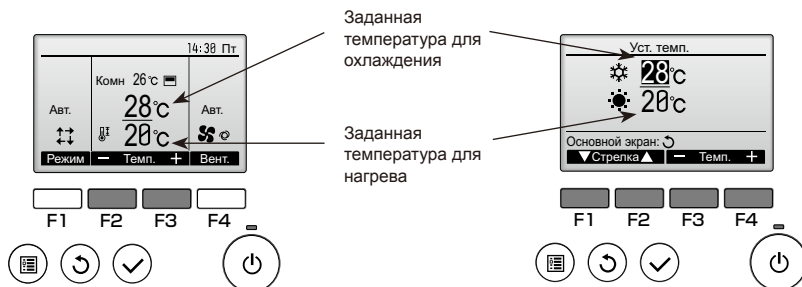 14:30 Пт
Комн 26°C
Авт.
28°C
20°C
Авт.
Режим − Темп. + Вент.
F1 F2 F3 F4
Заданная
температура для
охлаждения
Заданная
температура для
нагрева
Уст. темп.
28°C
20°C
Основной экран:
▼Стрелка▲ − Темп. +
F1 F2 F3 F4